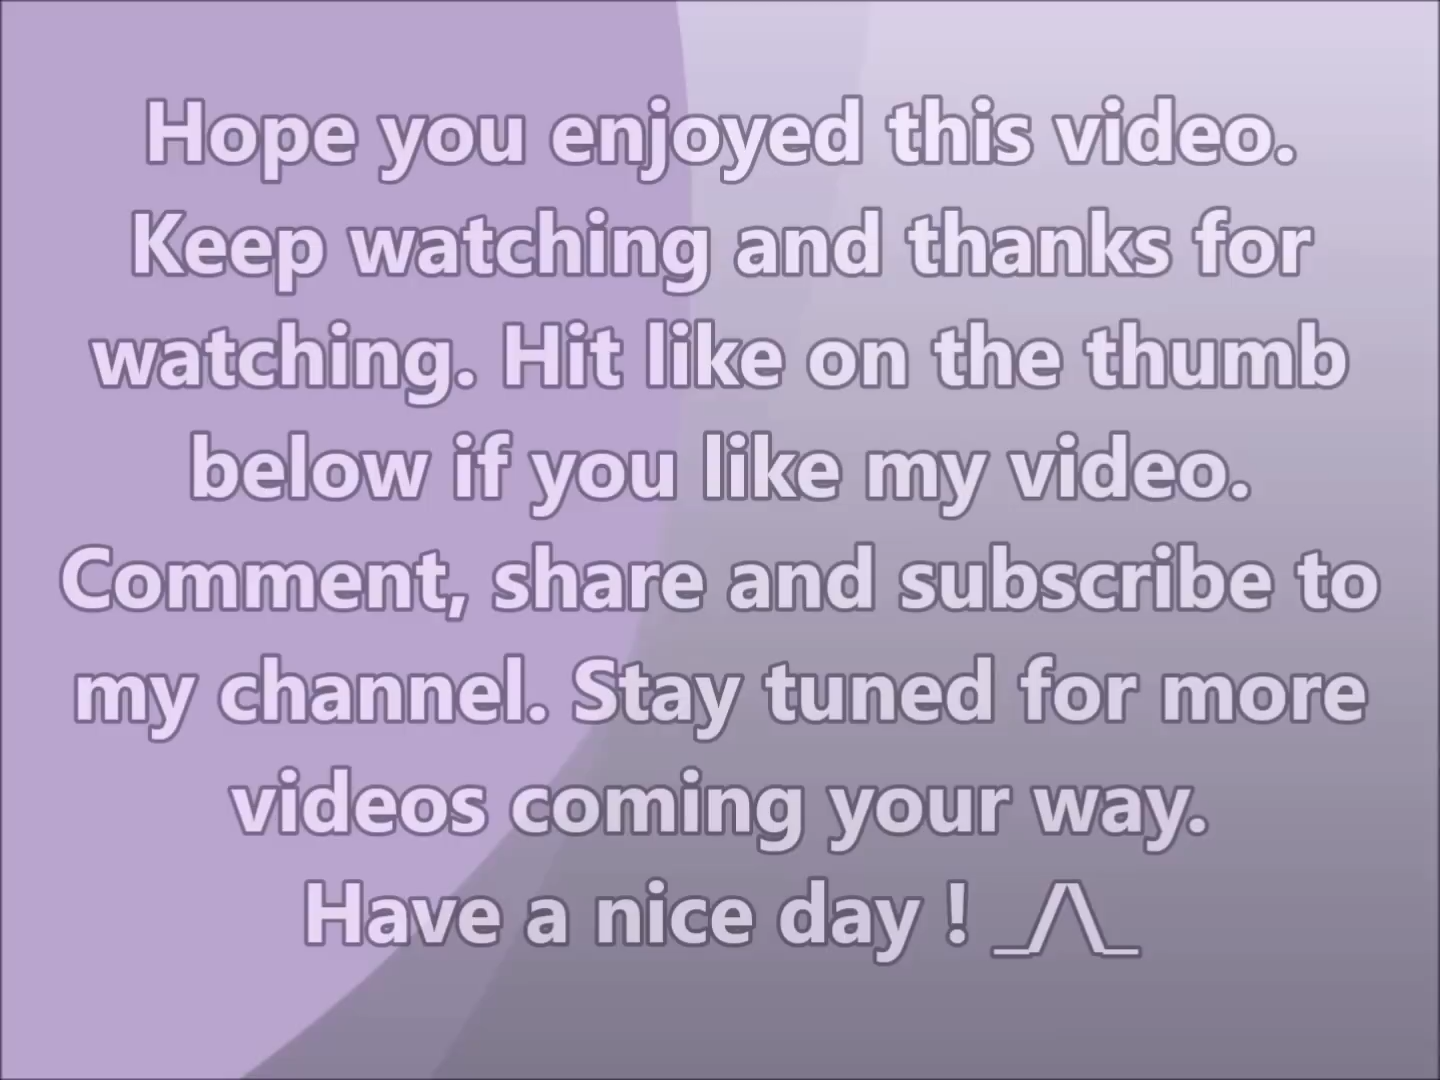 Hope you enjoyed this video.
Keep watching and thanks for
watching. Hit like on the thumb
below if you like my video.
Comment, share and subscribe to
my channel. Stay tuned for more
videos coming your way.
Have a nice day ! _/\_